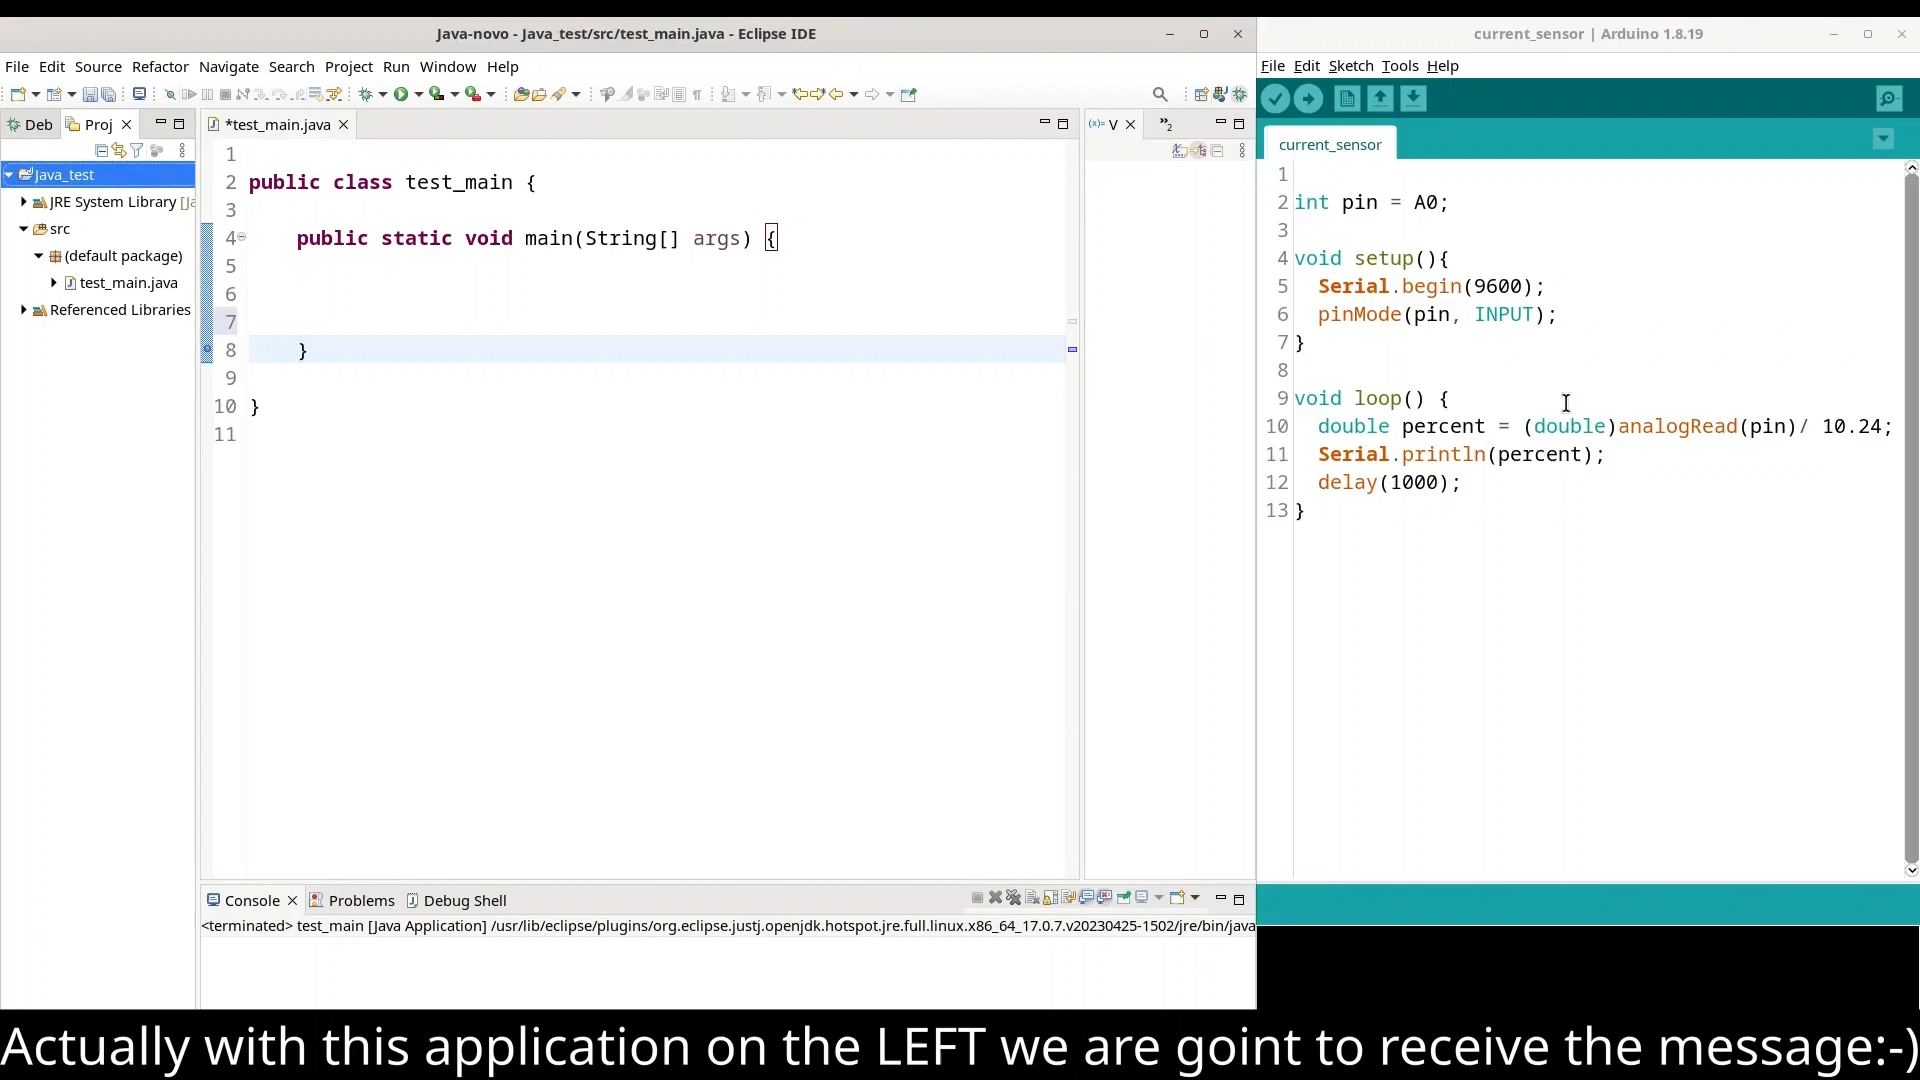 Java-novo - Java_test/src/test_main.java - Eclipse IDE
File Edit Source Refactor Navigate Search Project Run Window Help
Deb
Proj
Java_test
JRE System Library [Ja
src
(default package)
test_main.java
Referenced Libraries
*test_main.java
1
2 public class test_main {
3
4 public static void main(String[] args) {
5
6
7
8 }
9
10 }
11
(x)= V
»2
Console
Problems
Debug Shell
<terminated> test_main [Java Application] /usr/lib/eclipse/plugins/org.eclipse.justj.openjdk.hotspot.jre.full.linux.x86_64_17.0.7.v20230425-1502/jre/bin/java
current_sensor | Arduino 1.8.19
File Edit Sketch Tools Help
current_sensor
1
2 int pin = A0;
3
4 void setup(){
5 Serial.begin(9600);
6 pinMode(pin, INPUT);
7 }
8
9 void loop() {
10 double percent = (double)analogRead(pin)/ 10.24;
11 Serial.println(percent);
12 delay(1000);
13 }
Actually with this application on the LEFT we are goint to receive the message:-)